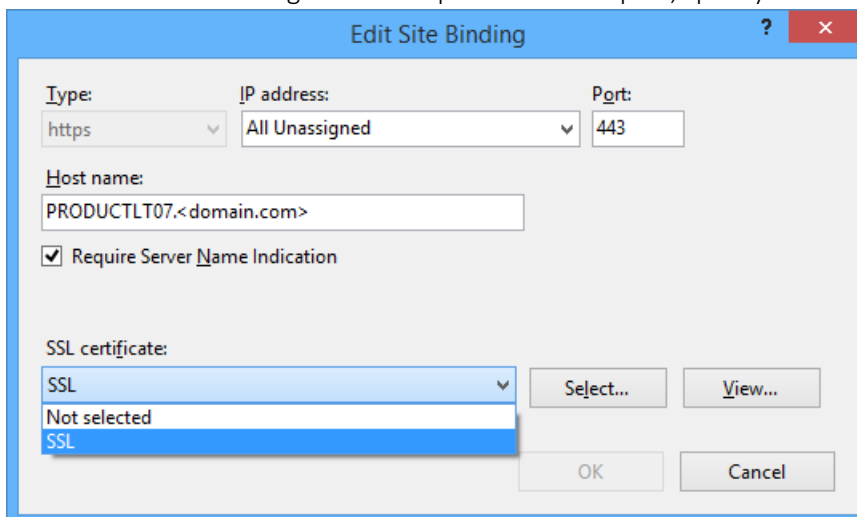 Edit Site Binding
? ×
Type: IP address: Port:
https All Unassigned 443
Host name:
PRODUCTLT07.<domain.com>
Require Server Name Indication
SSL certificate:
SSL Select... View...
Not selected
SSL
OK Cancel